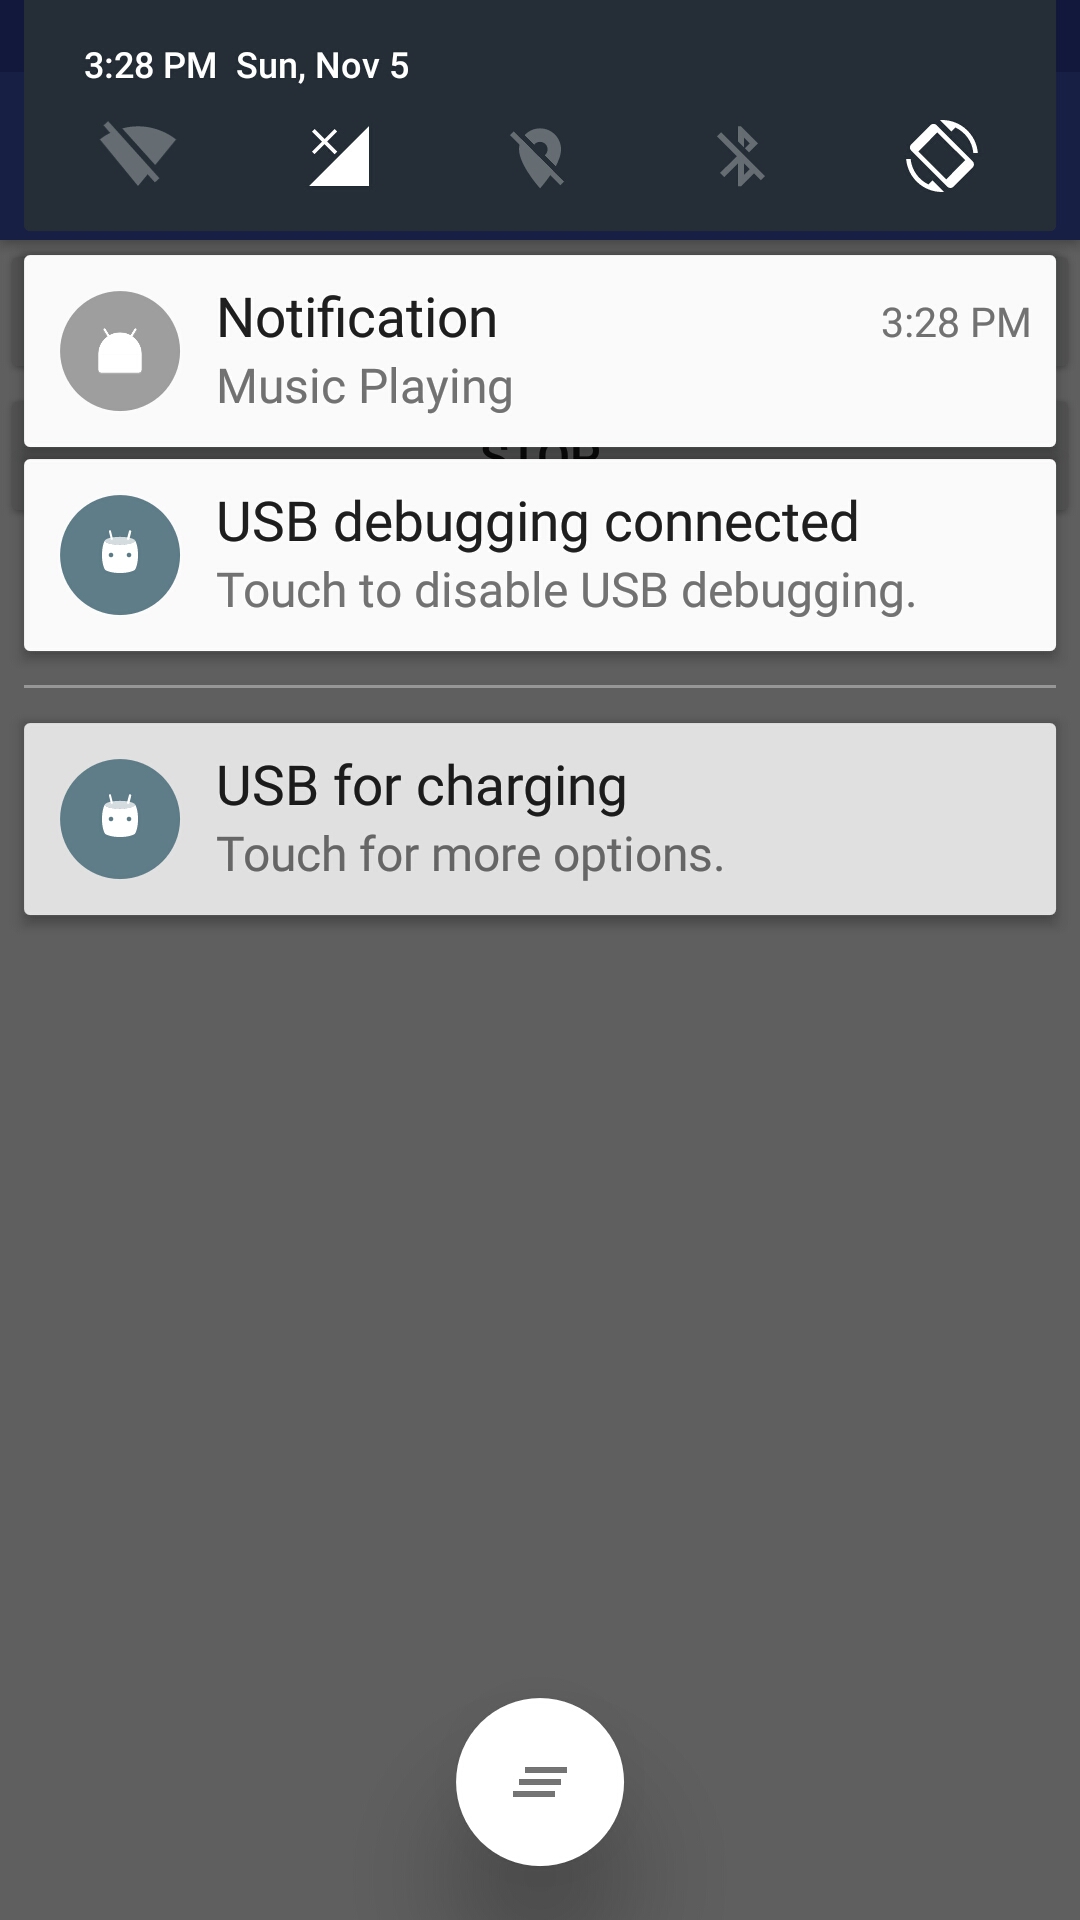 3:28 PM Sun, Nov 5
Notification 3:28 PM
Music Playing
STOP
USB debugging connected
Touch to disable USB debugging.
USB for charging
Touch for more options.